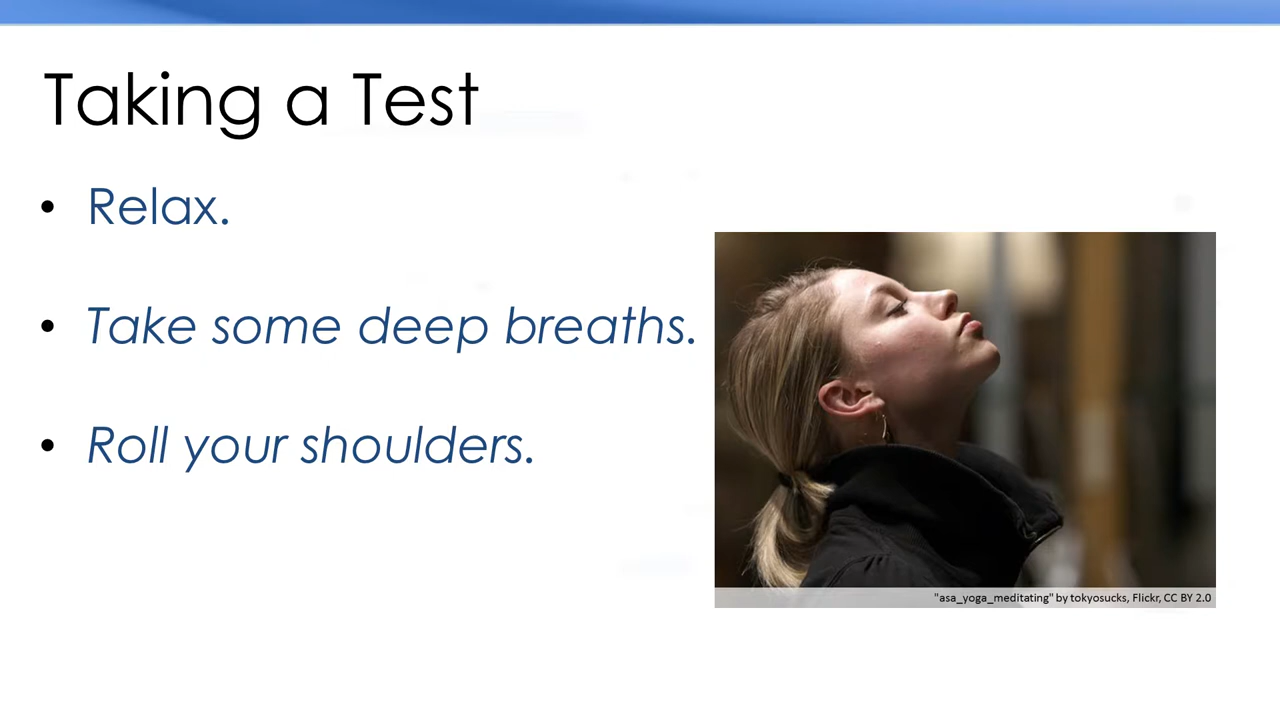 Taking a Test
• Relax.
• Take some deep breaths.
• Roll your shoulders.
"asa_yoga_meditating" by tokyosucks, Flickr, CC BY 2.0